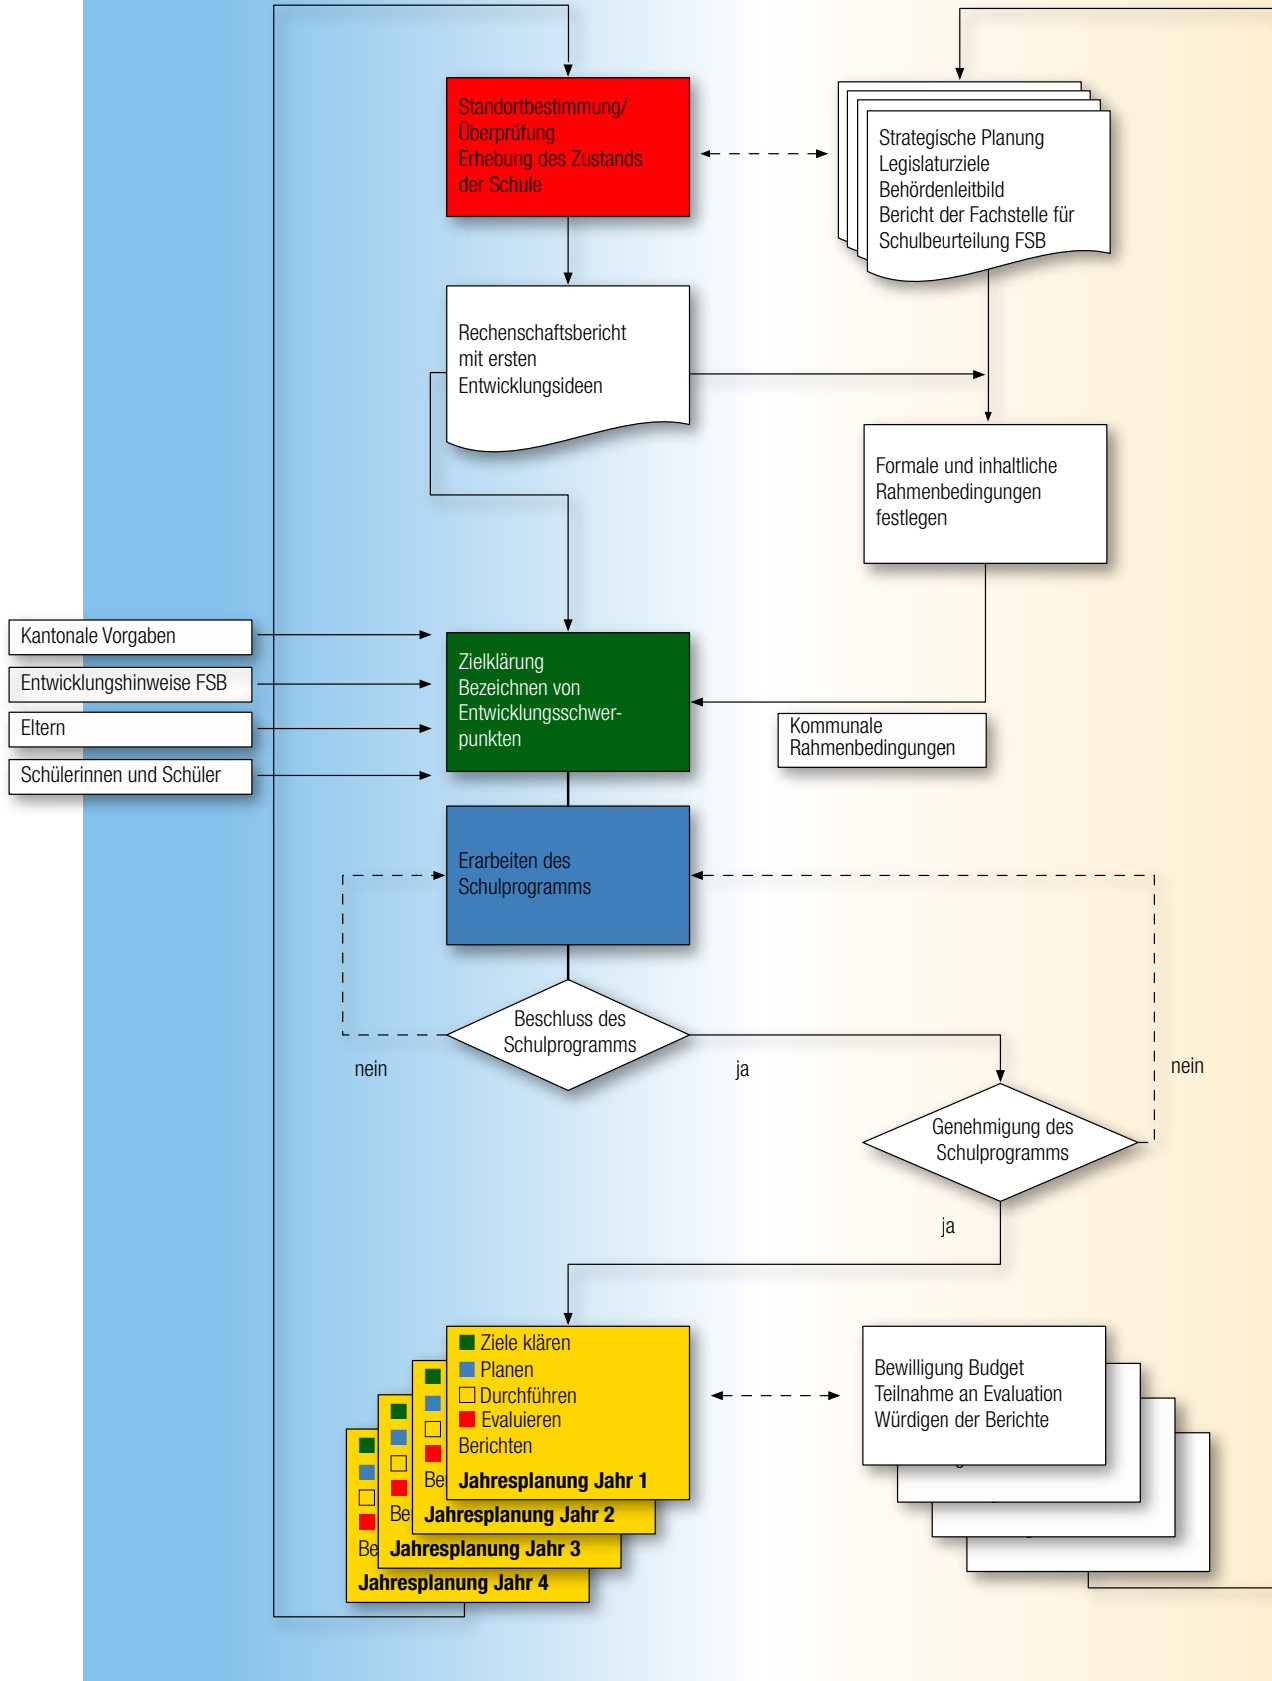 Standortbestimmung/
Überprüfung
Erhebung des Zustands
der Schule
Strategische Planung
Legislaturziele
Behördenleitbild
Bericht der Fachstelle für
Schulbeurteilung FSB
Rechenschaftsbericht
mit ersten
Entwicklungsideen
Formale und inhaltliche
Rahmenbedingungen
festlegen
Kantonale Vorgaben
Entwicklungshinweise FSB
Eltern
Schülerinnen und Schüler
Zielklärung
Bezeichnen von
Entwicklungsschwer-
punkten
Kommunale
Rahmenbedingungen
Erarbeiten des
Schulprogramms
Beschluss des
Schulprogramms
nein
ja
Genehmigung des
Schulprogramms
nein
ja
Ziele klären
Planen
Durchführen
Evaluieren
Berichten
Jahresplanung Jahr 1
Be
Jahresplanung Jahr 2
Be
Jahresplanung Jahr 3
Be
Jahresplanung Jahr 4
Bewilligung Budget
Teilnahme an Evaluation
Würdigen der Berichte